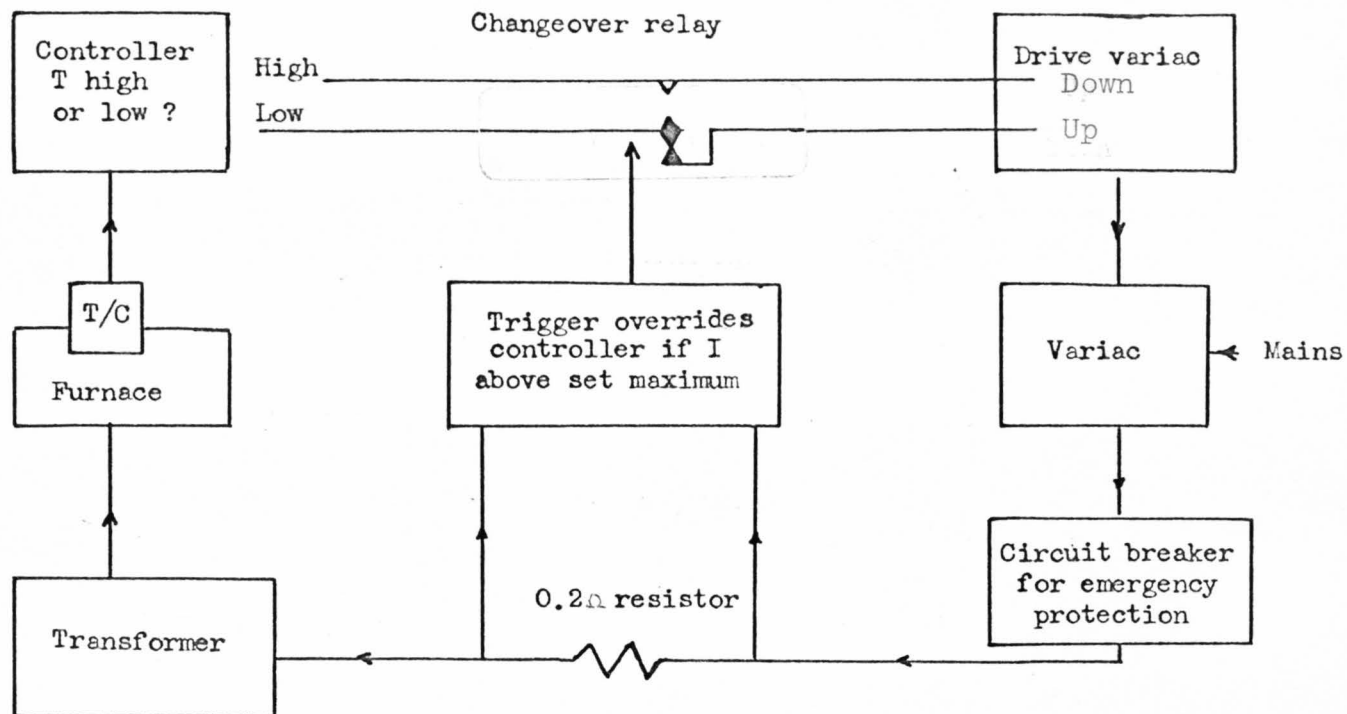 Changeover relay
Controller
T high
or low ?
High
Low
Drive variac
Down
Up
T/C
Furnace
Trigger overrides
controller if I
above set maximum
Variac
Mains
Circuit breaker
for emergency
protection
0.2Ω resistor
Transformer